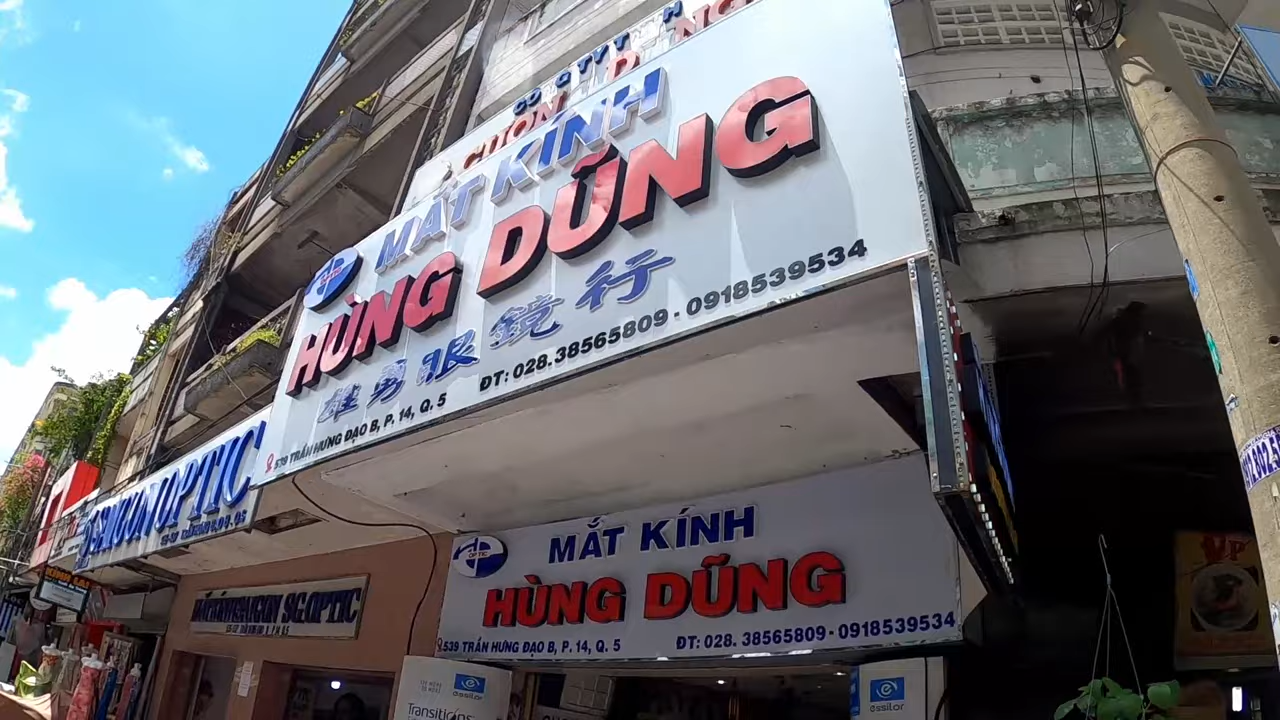 MẮT KÍNH
HÙNG DŨNG
雄勇眼鏡行
539 TRẦN HƯNG ĐẠO B, P. 14, Q. 5
ĐT: 028.38565809 - 0918539534
SAIGON OPTIC
SG OPTIC
OPTIC
MẮT KÍNH
HÙNG DŨNG
539 TRẦN HƯNG ĐẠO B, P. 14, Q. 5
ĐT: 028. 38565809 - 0918539534
essilor
Transitions
essilor
VP